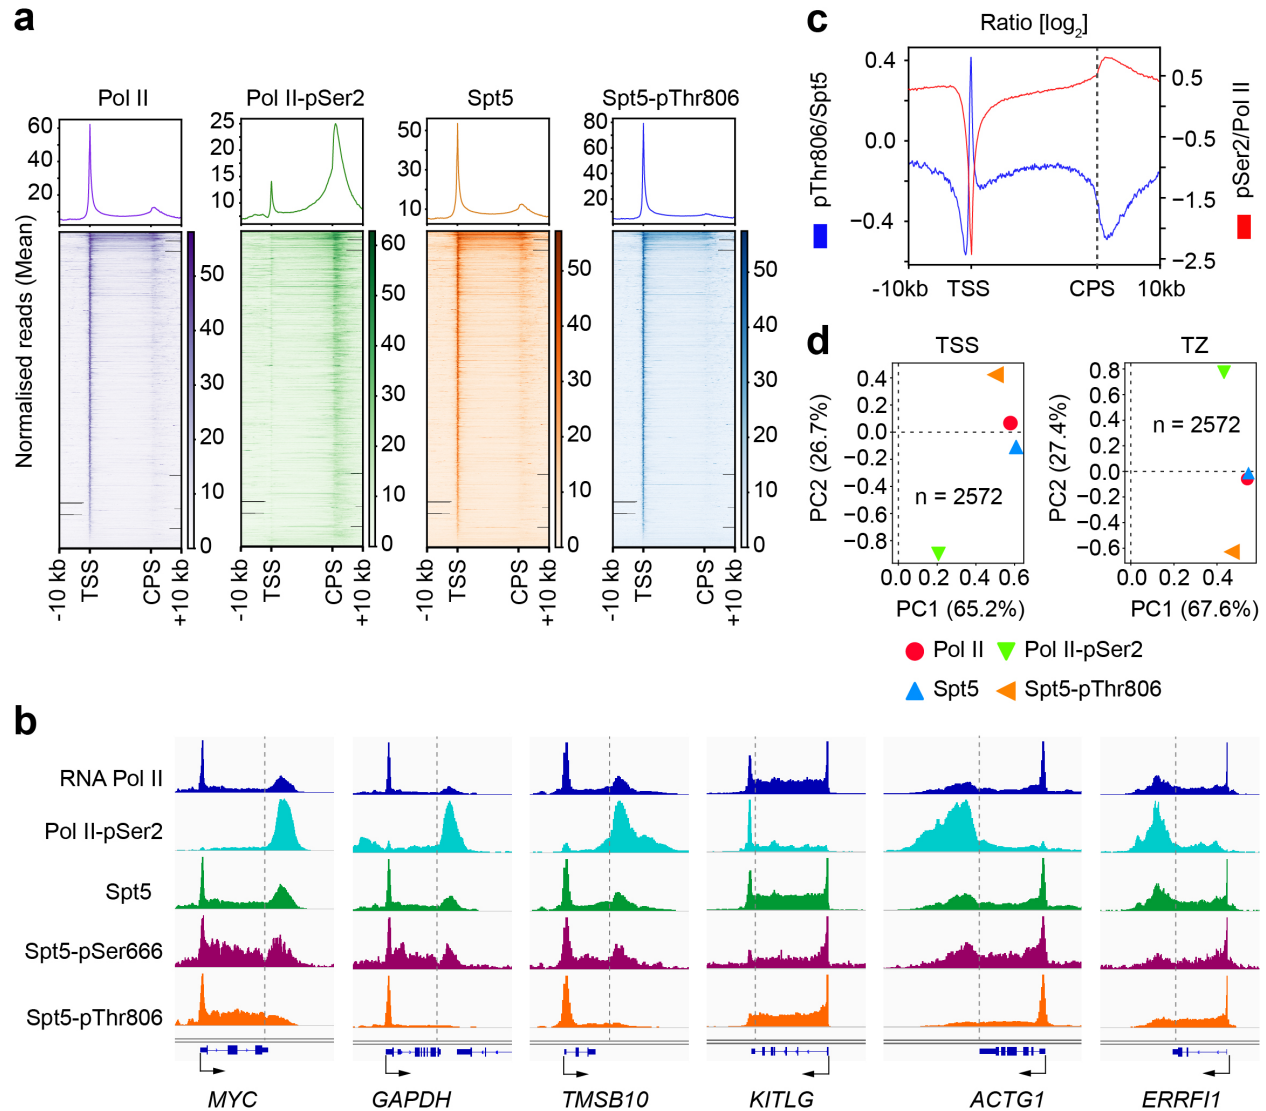 a
Pol II
Pol II-pSer2
Spt5
Spt5-pThr806
60
40
20
25
20
15
10
50
30
10
80
60
40
20
Normalised reads (Mean)
50
40
30
20
10
0
60
50
40
30
20
10
0
50
40
30
20
10
0
50
40
30
20
10
0
-10 kb
TSS
CPS
+10 kb
-10 kb
TSS
CPS
+10 kb
-10 kb
TSS
CPS
+10 kb
-10 kb
TSS
CPS
+10 kb
c
Ratio [log2]
pThr806/Spt5
0.4
0.0
−0.4
0.5
−0.5
−1.5
−2.5
pSer2/Pol II
-10kb
TSS
CPS
10kb
d
TSS
PC2 (26.7%)
0.4
0.2
0.0
−0.2
−0.4
−0.6
−0.8
n = 2572
0.0
0.2
0.4
0.6
PC1 (65.2%)
TZ
PC2 (27.4%)
0.8
0.6
0.4
0.2
0.0
−0.2
−0.4
−0.6
n = 2572
0.0
0.2
0.4
PC1 (67.6%)
Pol II
Pol II-pSer2
Spt5
Spt5-pThr806
b
RNA Pol II
Pol II-pSer2
Spt5
Spt5-pSer666
Spt5-pThr806
MYC
GAPDH
TMSB10
KITLG
ACTG1
ERRFI1